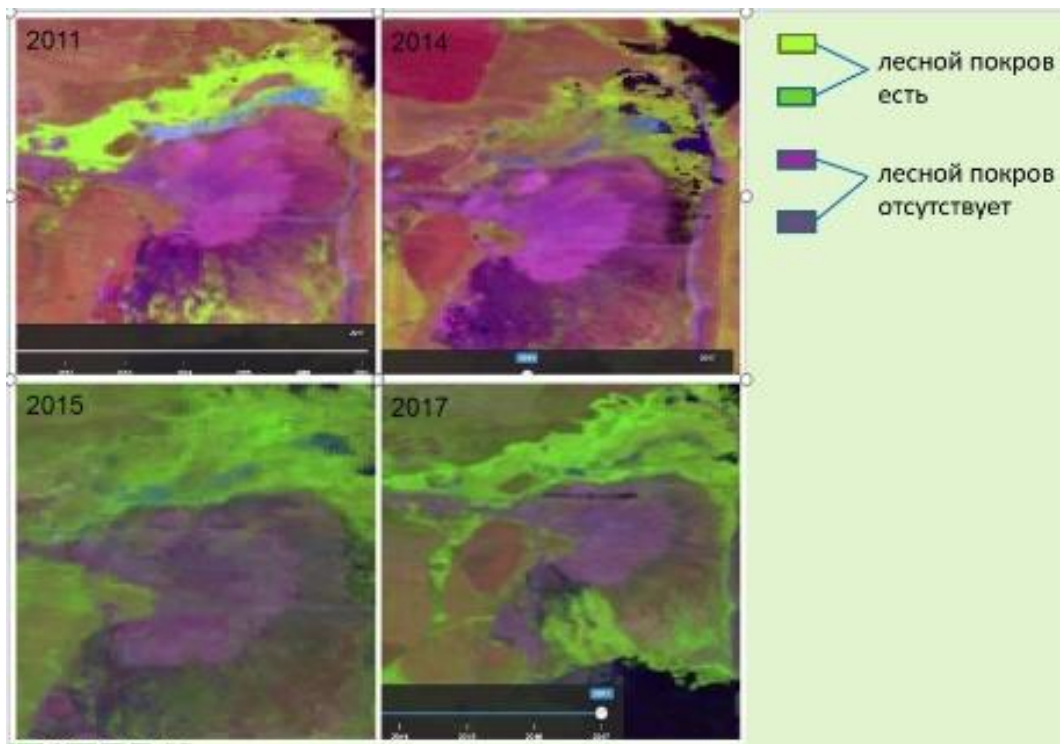 2011
2014
лесной покров
есть
лесной покров
отсутствует
2015
2017